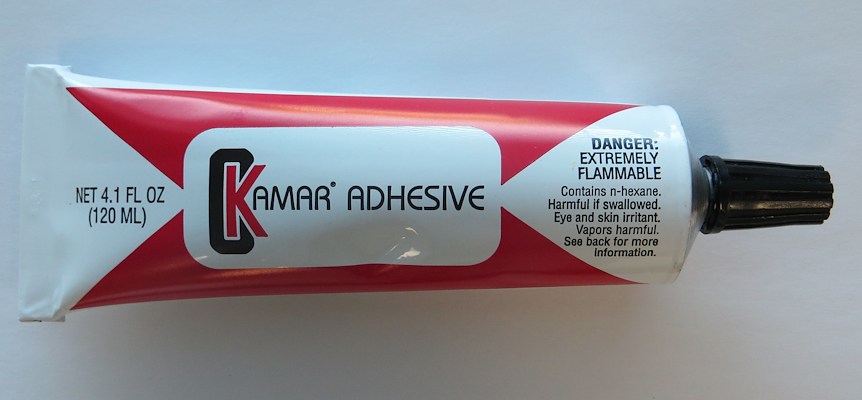 NET 4.1 FL OZ
(120 ML)
KAMAR® ADHESIVE
DANGER:
EXTREMELY
FLAMMABLE
Contains n-hexane.
Harmful if swallowed.
Eye and skin irritant.
Vapors harmful.
See back for more
information.